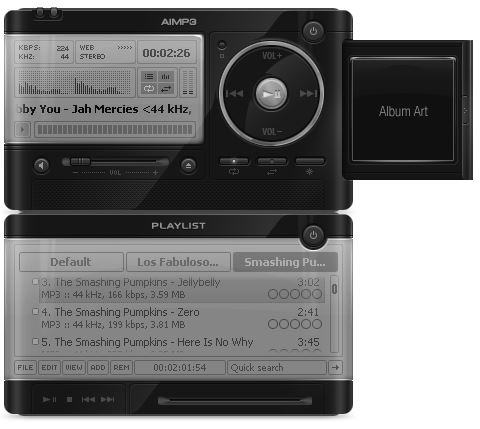 AIMP3
KBPS: 224
KHZ: 44
WEB >>>>>
STEREO
00:02:26
VOL+
VOL−
oby You - Jah Mercies <44 kHz,
− VOL +
Album Art
PLAYLIST
Default
Los Fabuloso...
Smashing Pu...
3. The Smashing Pumpkins - Jellybelly 3:02
MP3 :: 44 kHz, 166 kbps, 3.59 MB
4. The Smashing Pumpkins - Zero 2:41
MP3 :: 44 kHz, 199 kbps, 3.81 MB
5. The Smashing Pumpkins - Here Is No Why 3:45
FILE EDIT VIEW ADD REM 00:02:01:54 Quick search